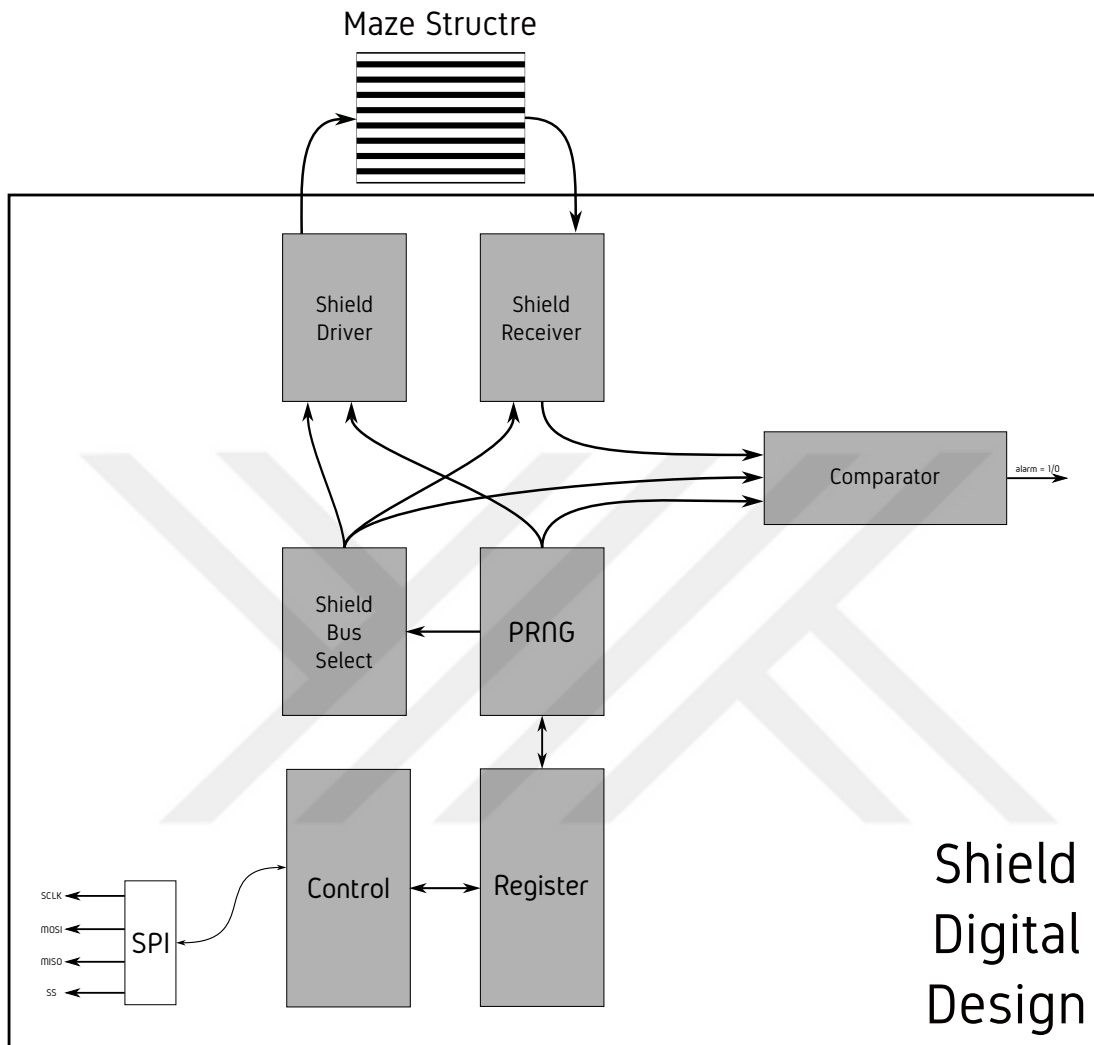 Maze Structre
Shield
Driver
Shield
Receiver
Comparator
alarm = 1/0
Shield
Bus
Select
PRNG
Control
Register
SPI
SCLK
MOSI
MISO
SS
Shield
Digital
Design